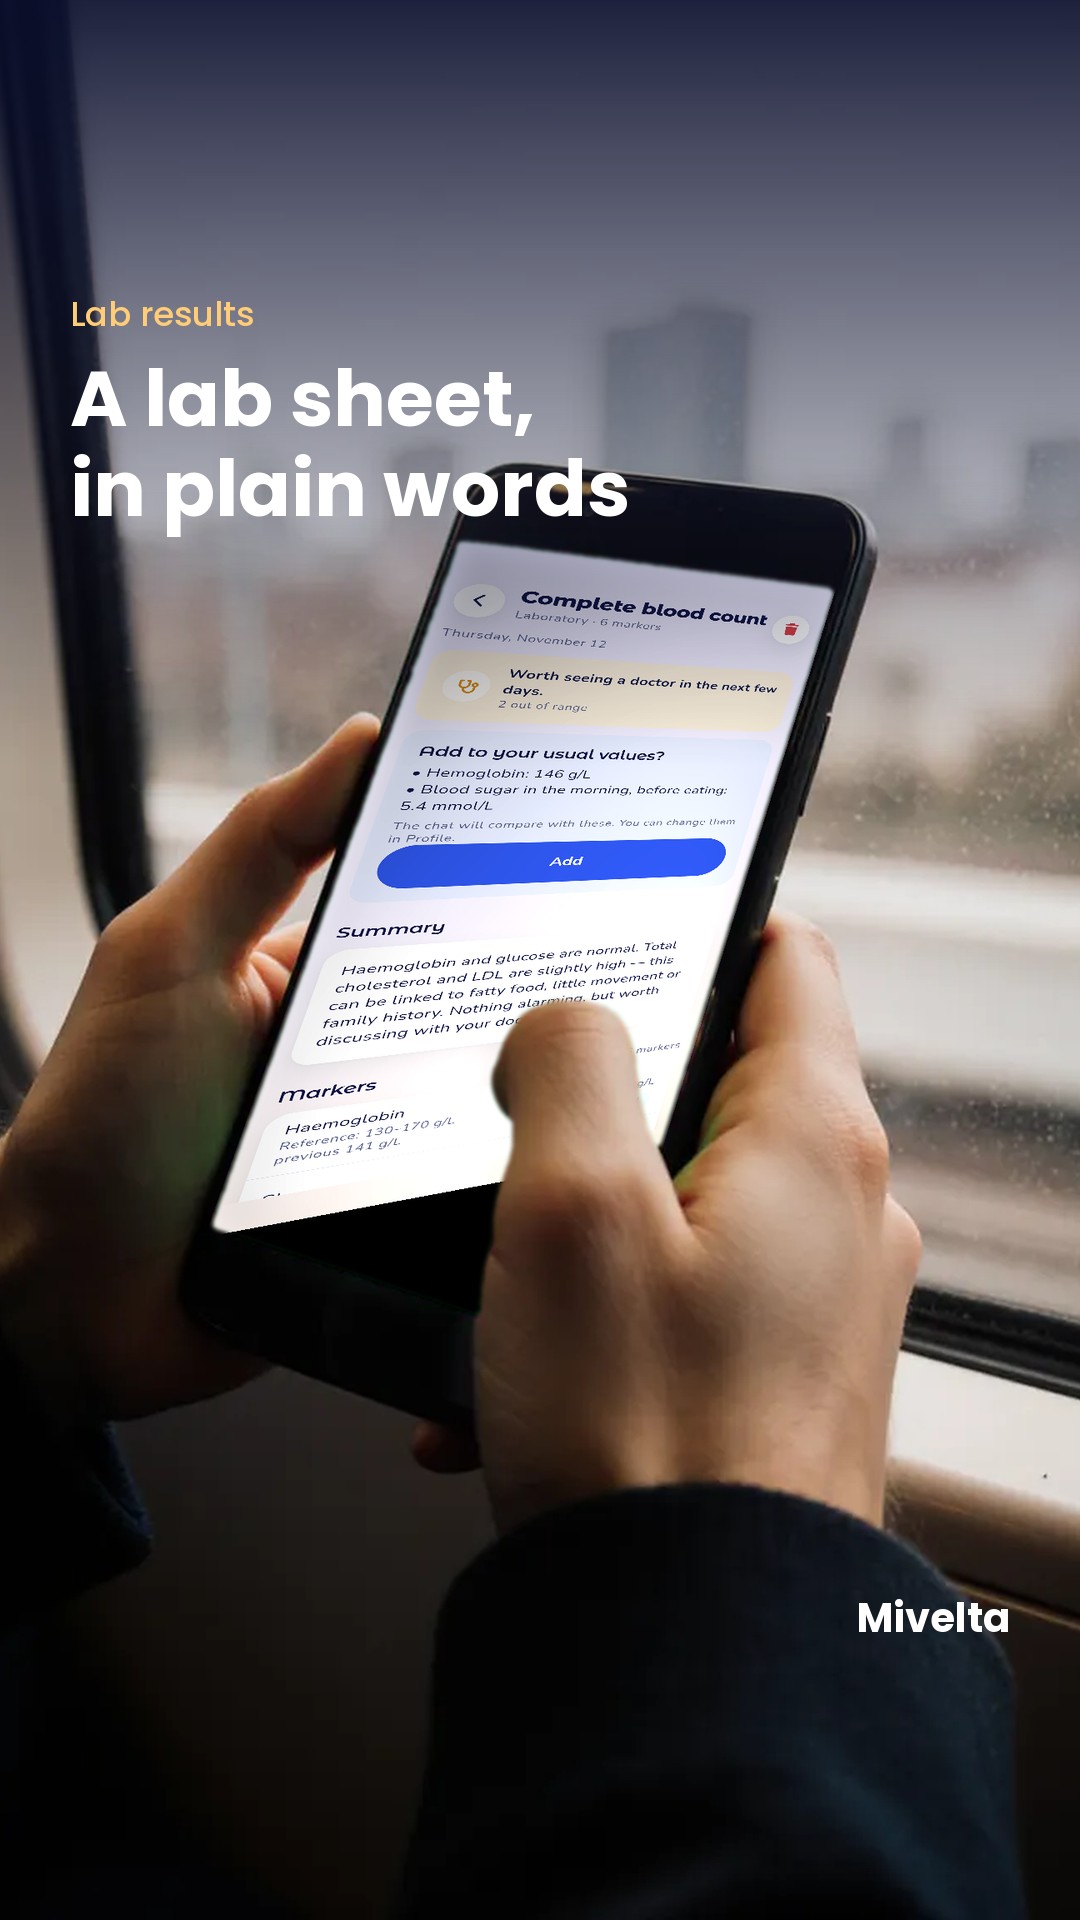 Lab results
A lab sheet,
in plain words
Complete blood count
Laboratory · 6 markers
Thursday, November 12
Worth seeing a doctor in the next few
days.
2 out of range
Add to your usual values?
• Hemoglobin: 146 g/L
• Blood sugar in the morning, before eating:
5.4 mmol/L
The chat will compare with these. You can change them
in Profile.
Add
Summary
Haemoglobin and glucose are normal. Total
cholesterol and LDL are slightly high -- this
can be linked to fatty food, little movement or
family history. Nothing alarming, but worth
discussing with your
markers
Markers
g/L
Haemoglobin
Reference: 130-170 g/L
previous 141 g/L
Mivelta